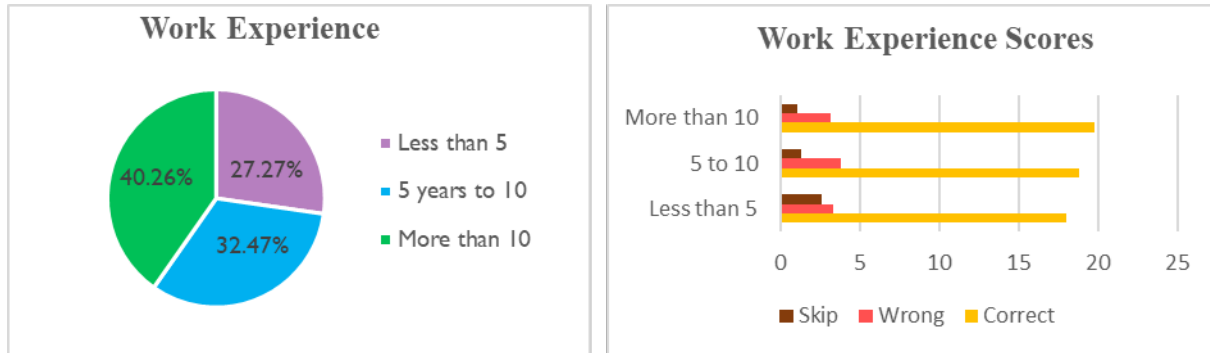 Work Experience
40.26%
27.27%
32.47%
Less than 5
5 years to 10
More than 10
Work Experience Scores
More than 10
5 to 10
Less than 5
0 5 10 15 20 25
Skip Wrong Correct